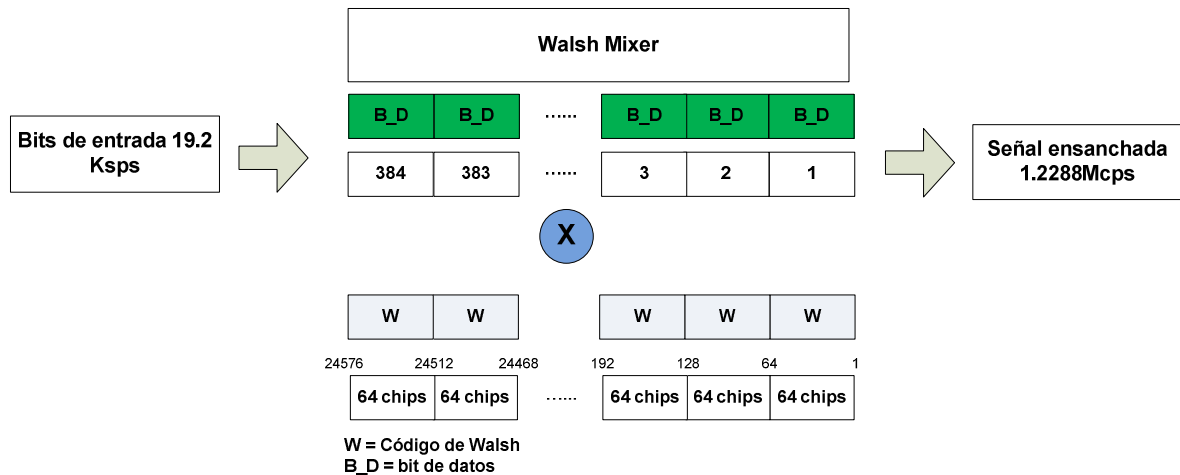 Walsh Mixer
B_D B_D ...... B_D B_D B_D
Bits de entrada 19.2
Ksps
384 383 ...... 3 2 1
Señal ensanchada
1.2288Mcps
X
W W W W W
24576 24512 24468 192 128 64 1
64 chips 64 chips ...... 64 chips 64 chips 64 chips
W = Código de Walsh
B_D = bit de datos